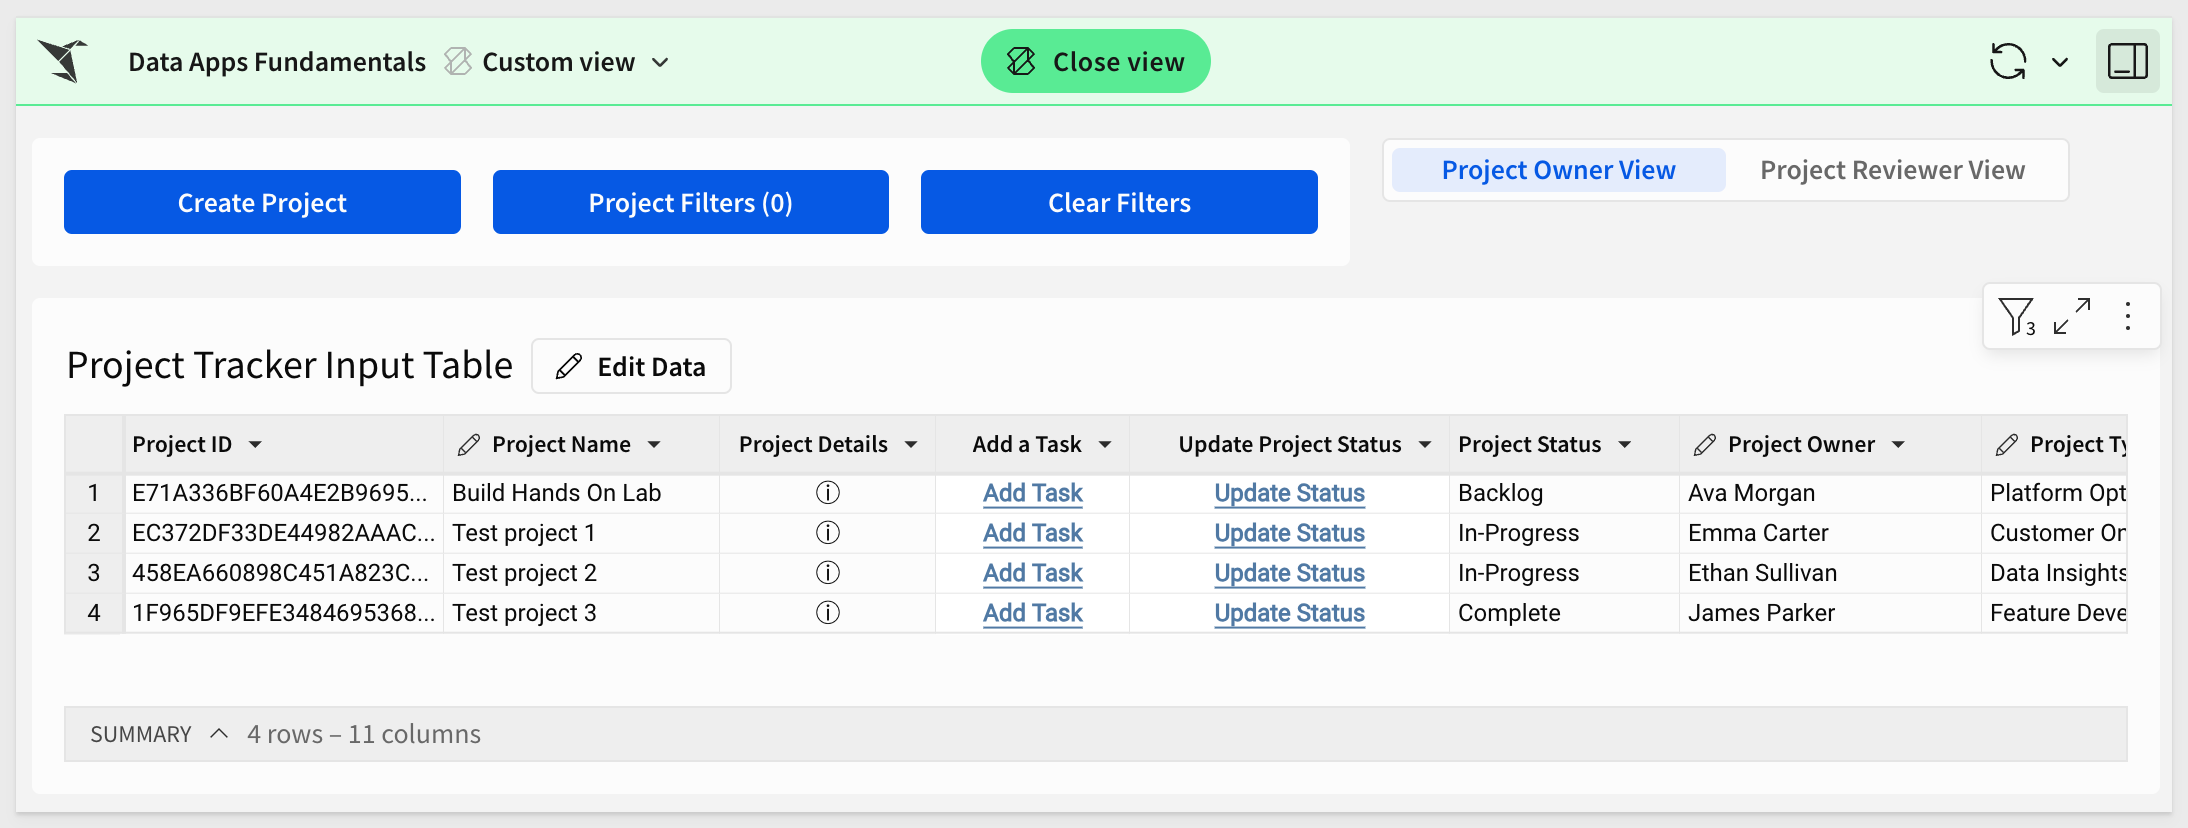 Data Apps Fundamentals Custom view Close view
Create Project Project Filters (0) Clear Filters Project Owner View Project Reviewer View
3
Project Tracker Input Table Edit Data
Project ID Project Name Project Details Add a Task Update Project Status Project Status Project Owner Project Ty
1 E71A336BF60A4E2B9695... Build Hands On Lab Add Task Update Status Backlog Ava Morgan Platform Opt
2 EC372DF33DE44982AAAC... Test project 1 Add Task Update Status In-Progress Emma Carter Customer On
3 458EA660898C451A823C... Test project 2 Add Task Update Status In-Progress Ethan Sullivan Data Insights
4 1F965DF9EFE3484695368... Test project 3 Add Task Update Status Complete James Parker Feature Deve
SUMMARY 4 rows – 11 columns